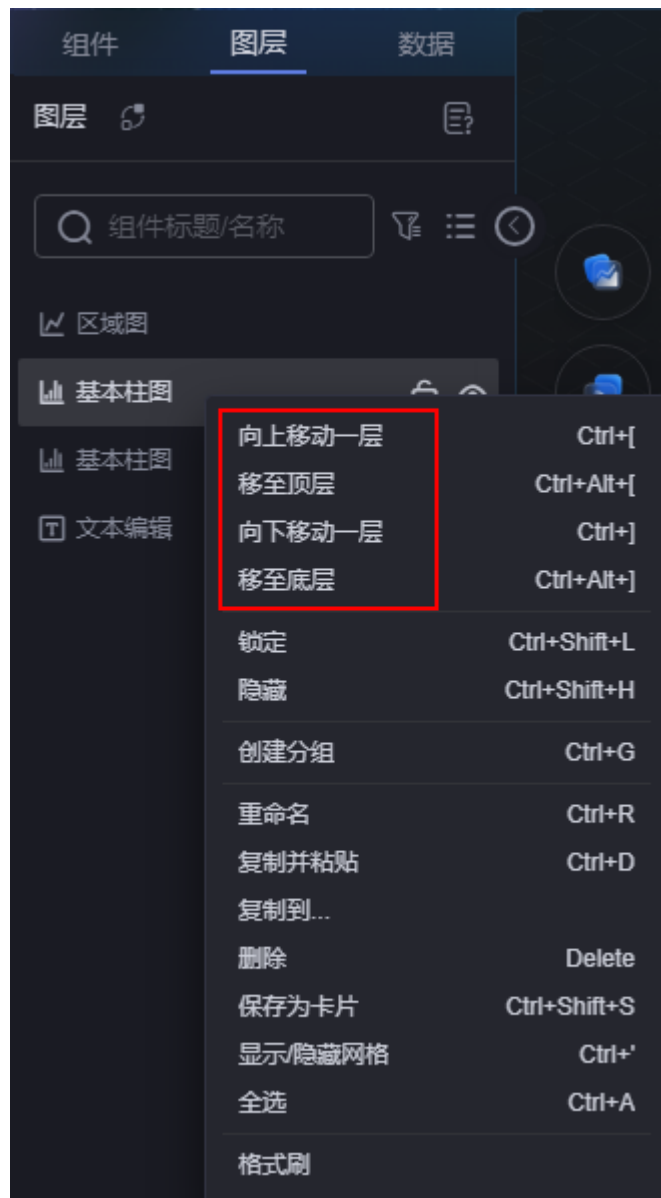 组件 图层 数据
图层
组件标题/名称
区域图
基本柱图
基本柱图
文本编辑
向上移动一层 Ctrl+[
移至顶层 Ctrl+Alt+[
向下移动一层 Ctrl+]
移至底层 Ctrl+Alt+]
锁定 Ctrl+Shift+L
隐藏 Ctrl+Shift+H
创建分组 Ctrl+G
重命名 Ctrl+R
复制并粘贴 Ctrl+D
复制到...
删除 Delete
保存为卡片 Ctrl+Shift+S
显示/隐藏网格 Ctrl+'
全选 Ctrl+A
格式刷